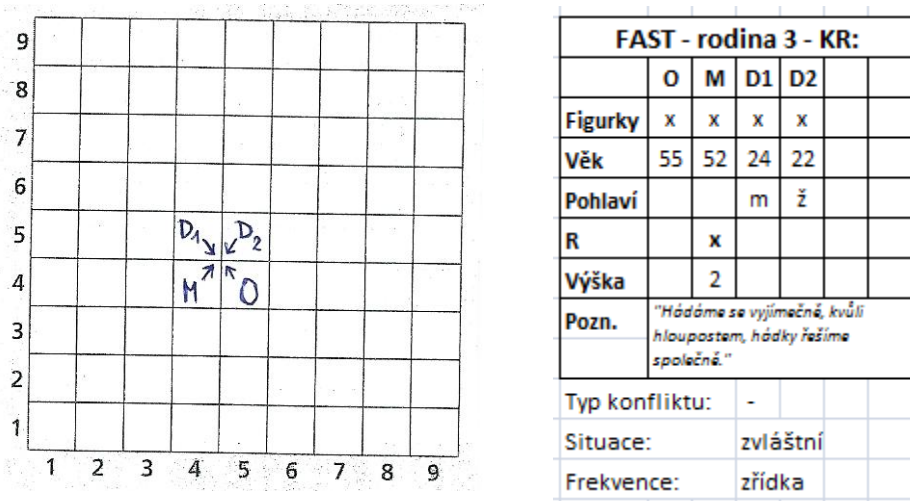 9
8
7
6
5
4
3
2
1
D₁ D₂
M O
1 2 3 4 5 6 7 8 9
FAST - rodina 3 - KR:
O M D1 D2
Figurky x x x x
Věk 55 52 24 22
Pohlaví m ž
R x
Výška 2
Pozn. "Hádáme se vyjímečně, kvůli
hloupostem, hádky řešíme
společně."
Typ konfliktu: -
Situace: zvláštní
Frekvence: zřídka